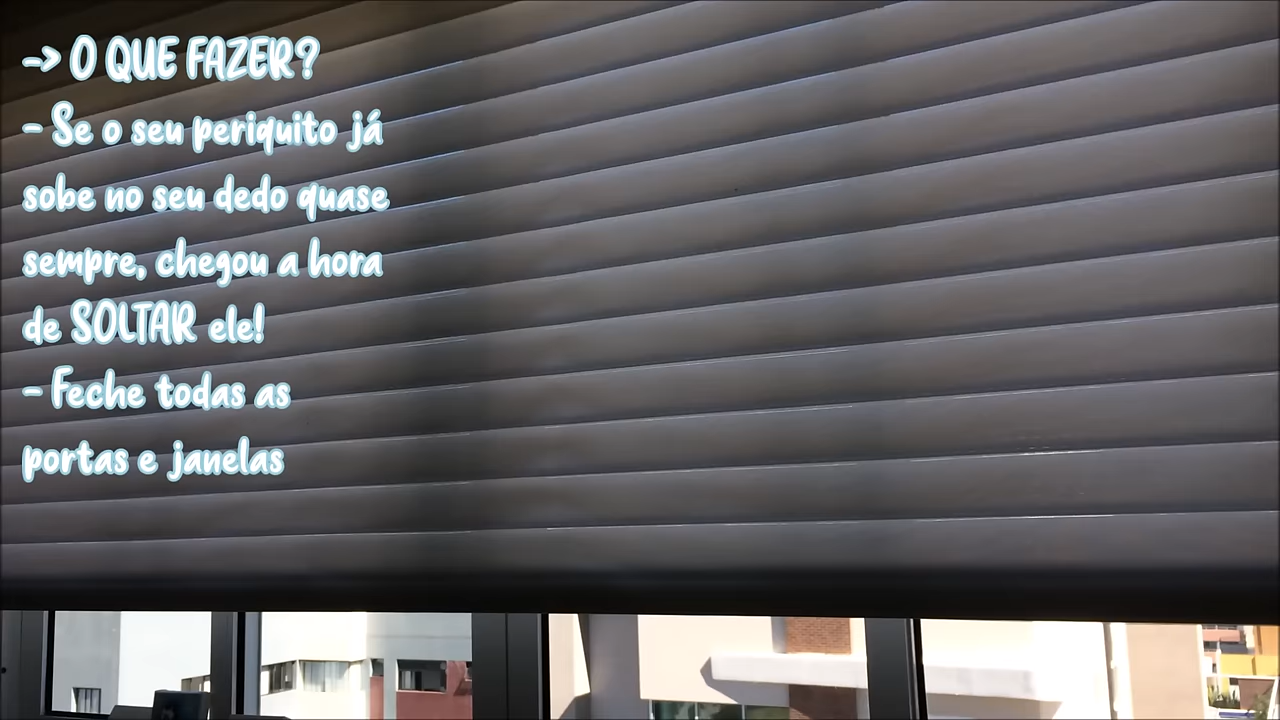 -> O QUE FAZER?
- Se o seu periquito já
sobe no seu dedo quase
sempre, chegou a hora
de SOLTAR ele!
- Feche todas as
portas e janelas